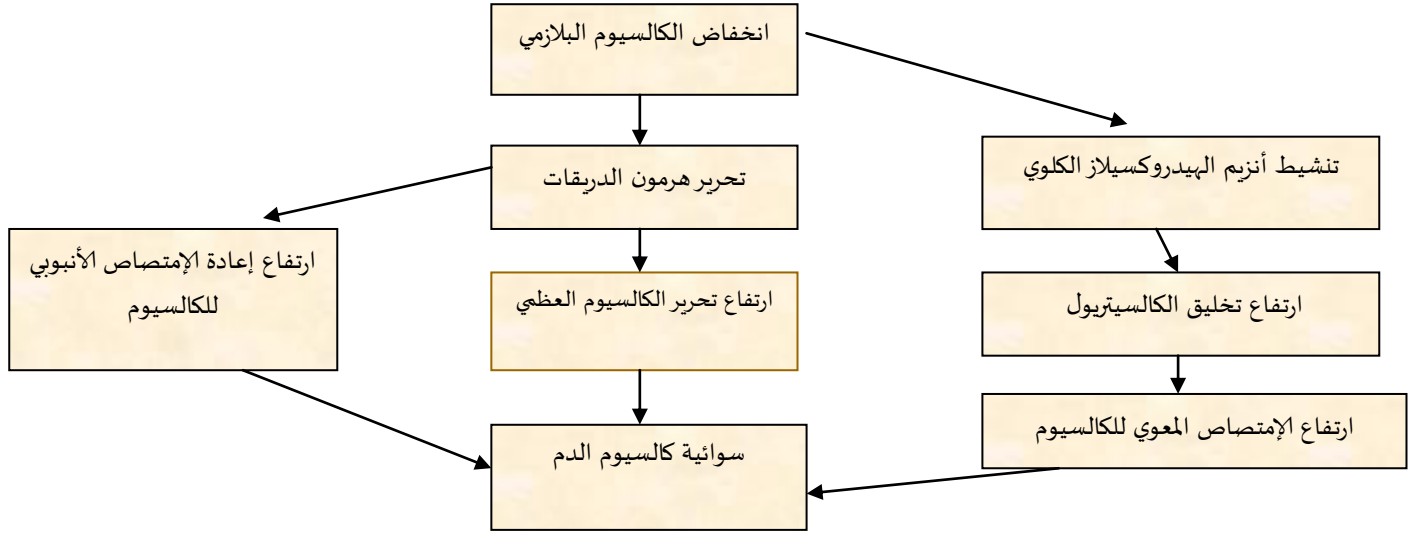 انخفاض الكالسيوم البلازمي
تنشيط أنزيم الهيدروكسيلاز الكلوي
تحرير هرمون الدريقات
ارتفاع إعادة الإمتصاص الأنبوبي
للكالسيوم
ارتفاع تحرير الكالسيوم العظمي
ارتفاع تخليق الكالسيتريول
ارتفاع الإمتصاص المعوي للكالسيوم
سوائية كالسيوم الدم